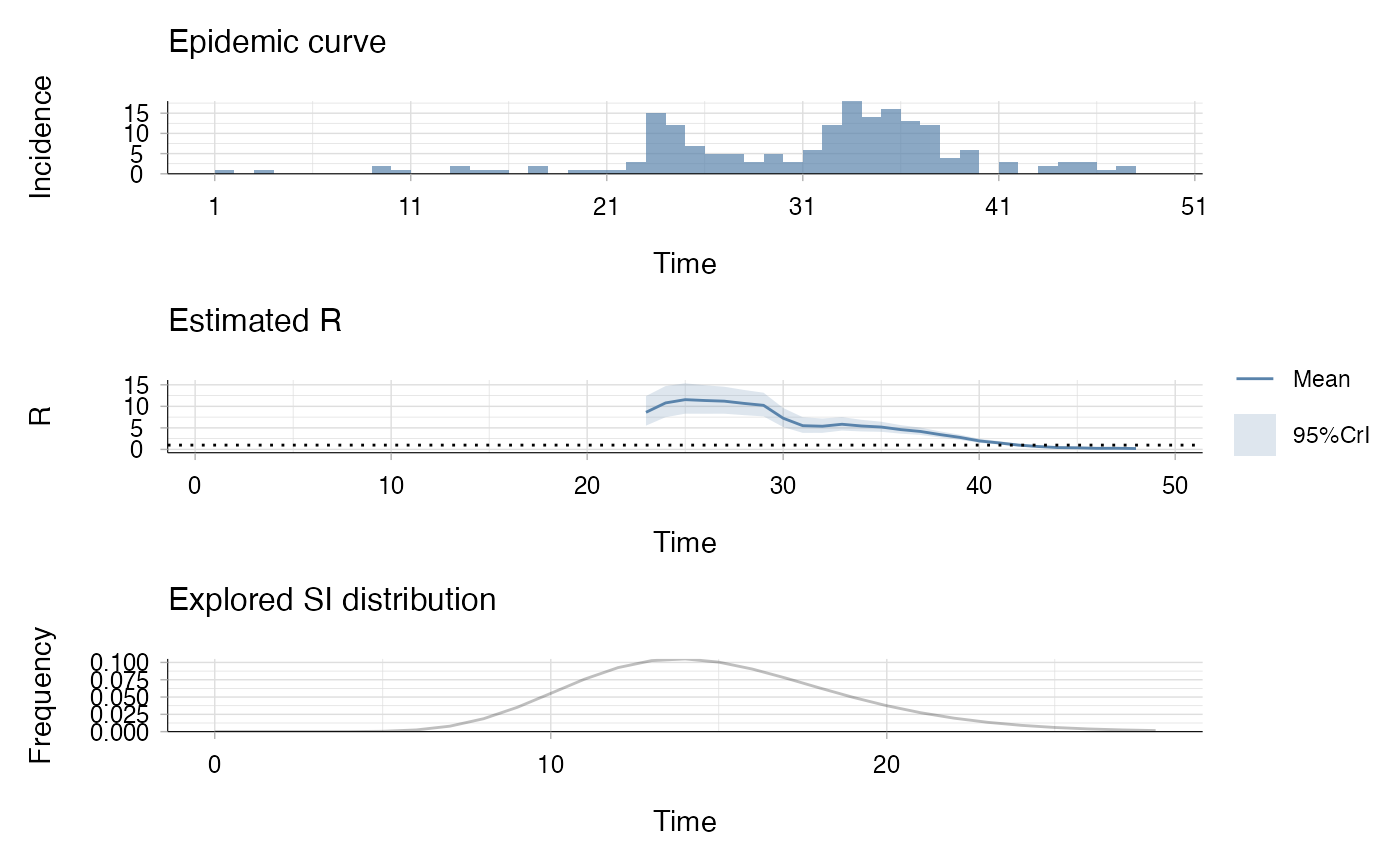 Epidemic curve
Incidence
15
10
5
0
1 11 21 31 41 51
Time
Estimated R
R
15
10
5
0
0 10 20 30 40 50
Time
Mean
95%CrI
Explored SI distribution
Frequency
0.100
0.075
0.050
0.025
0.000
0 10 20
Time